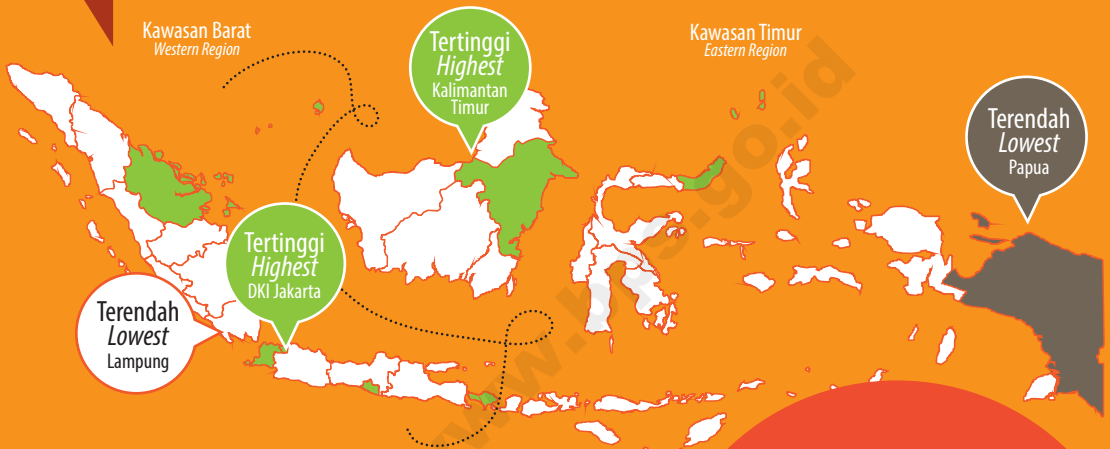 Kawasan Barat
Western Region
Tertinggi
Highest
Kalimantan
Timur
Kawasan Timur
Eastern Region
Terendah
Lowest
Papua
Tertinggi
Highest
DKI Jakarta
Terendah
Lowest
Lampung
www.bps.go.id